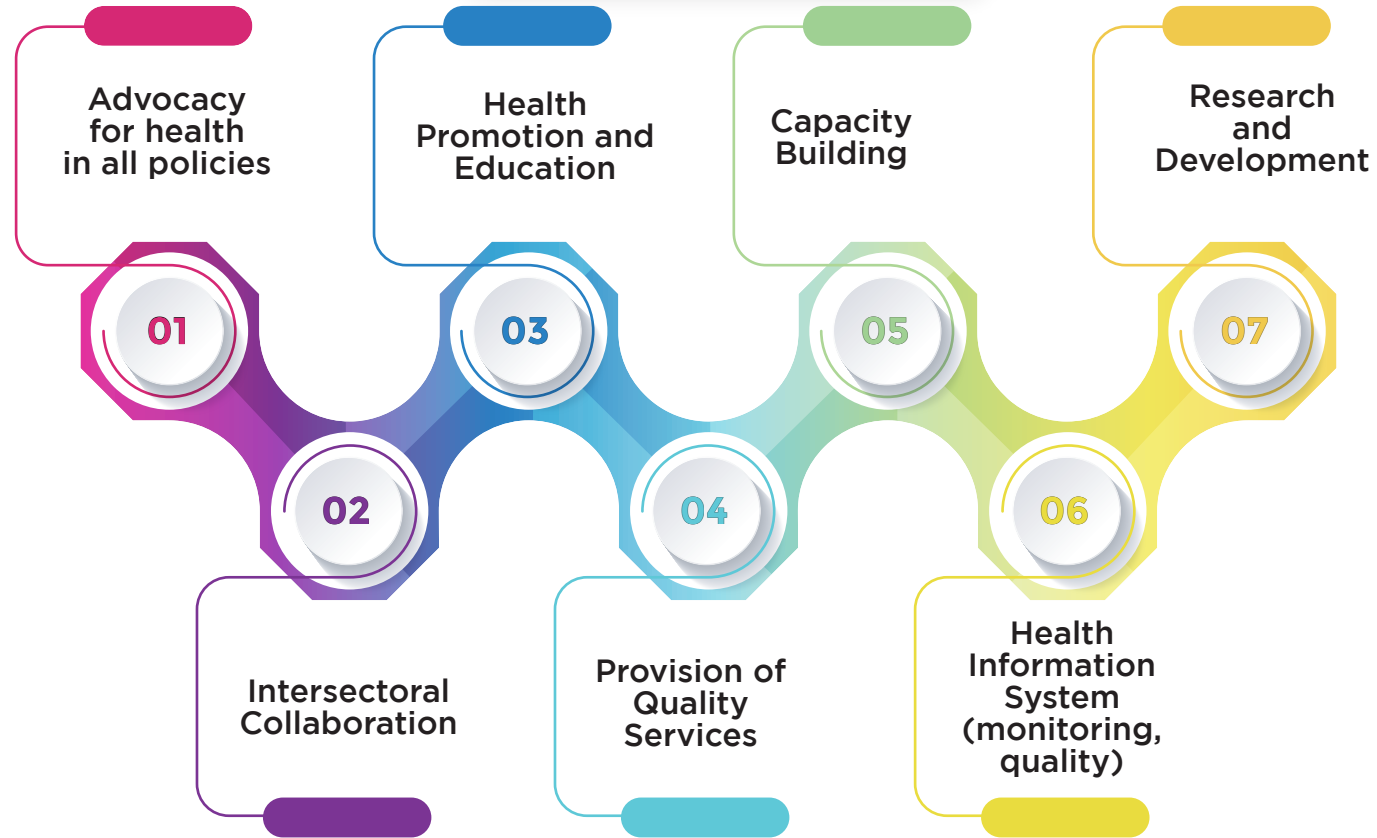 01
Advocacy
for health
in all policies
02
Intersectoral
Collaboration
03
Health
Promotion and
Education
04
Provision of
Quality
Services
05
Capacity
Building
06
Health
Information
System
(monitoring,
quality)
07
Research
and
Development